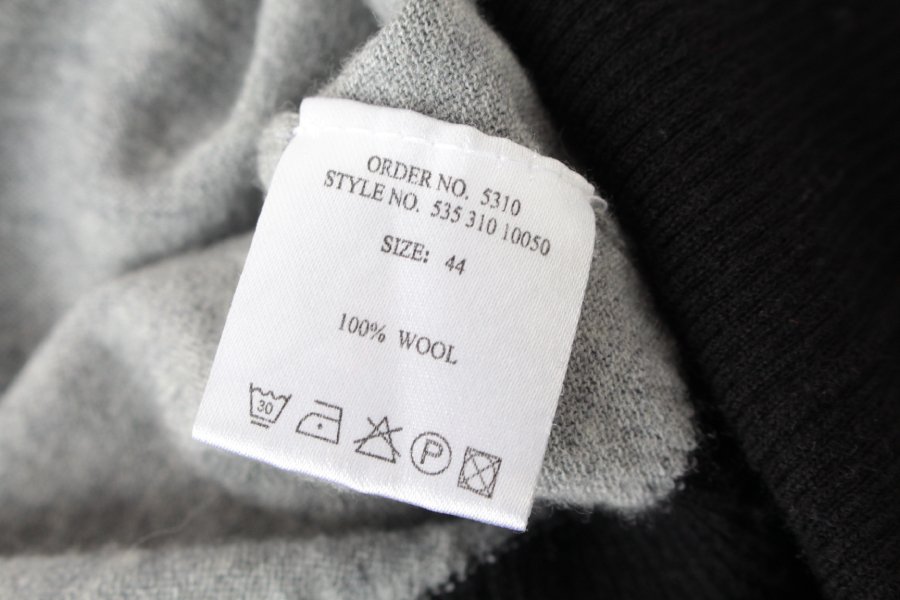 ORDER NO. 5310
STYLE NO. 535 310 10050
SIZE: 44
100% WOOL
30
P